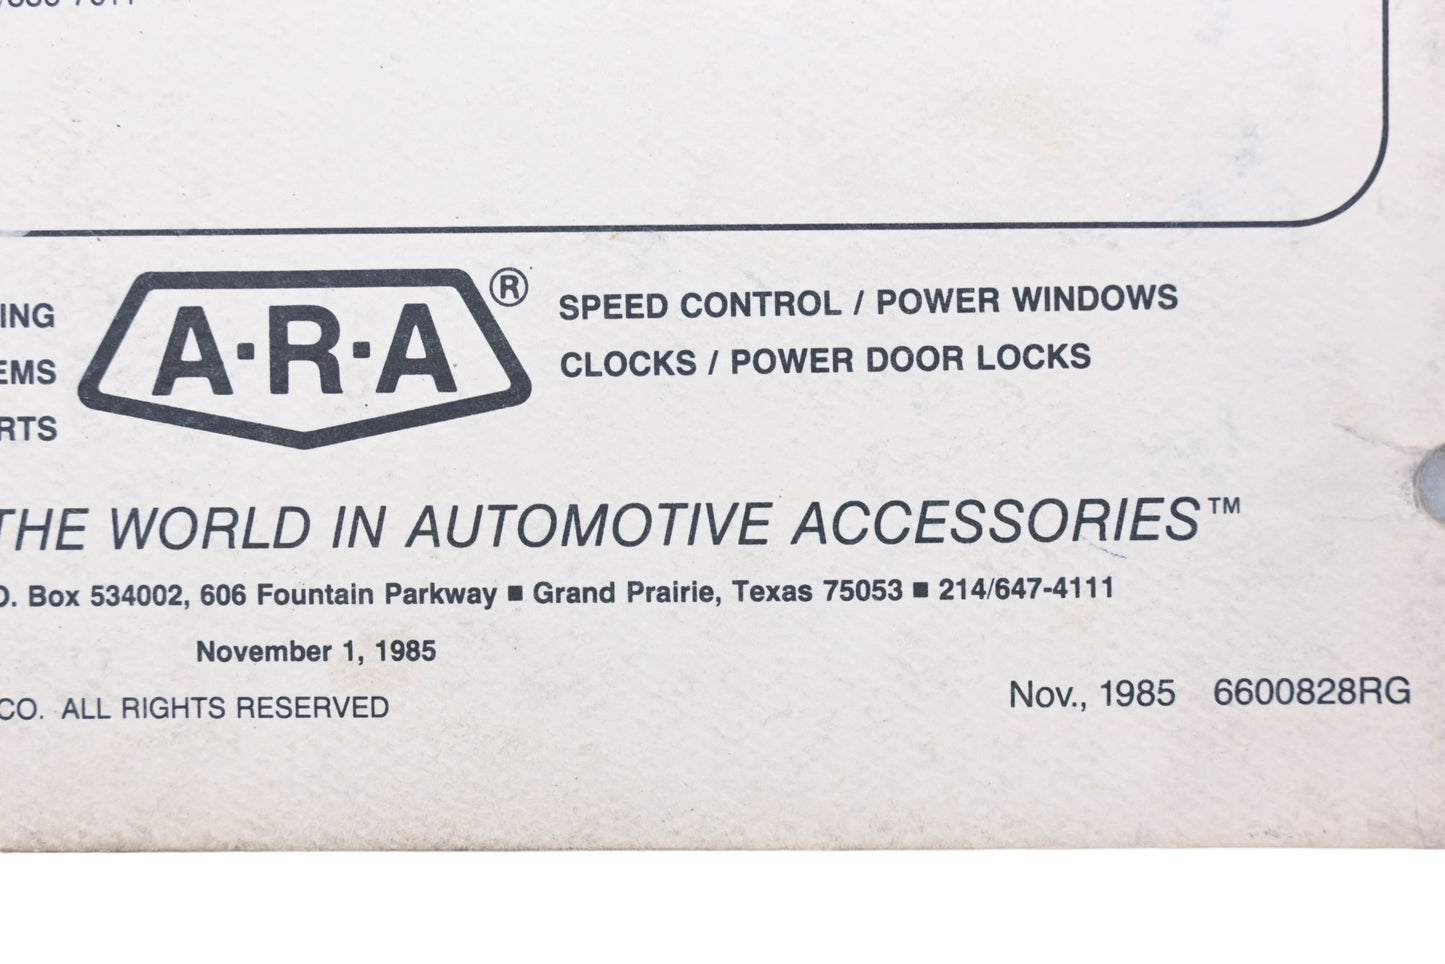 ING
EMS
RTS
A·R·A®
SPEED CONTROL / POWER WINDOWS
CLOCKS / POWER DOOR LOCKS
THE WORLD IN AUTOMOTIVE ACCESSORIES™
O. Box 534002, 606 Fountain Parkway ■ Grand Prairie, Texas 75053 ■ 214/647-4111
November 1, 1985
CO. ALL RIGHTS RESERVED
Nov., 1985 6600828RG